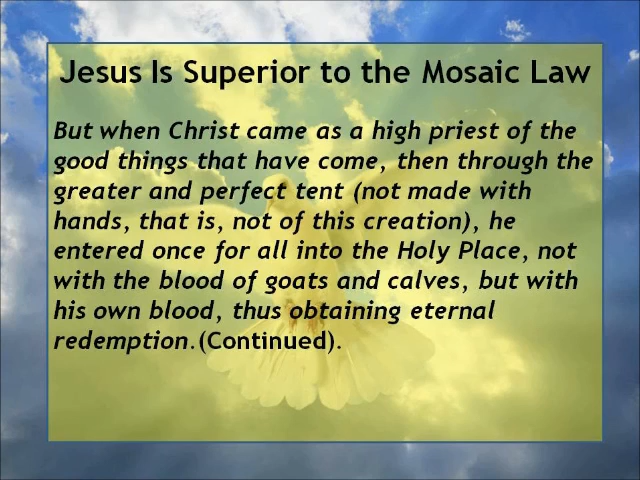 Jesus Is Superior to the Mosaic Law
But when Christ came as a high priest of the
good things that have come, then through the
greater and perfect tent (not made with
hands, that is, not of this creation), he
entered once for all into the Holy Place, not
with the blood of goats and calves, but with
his own blood, thus obtaining eternal
redemption.(Continued).